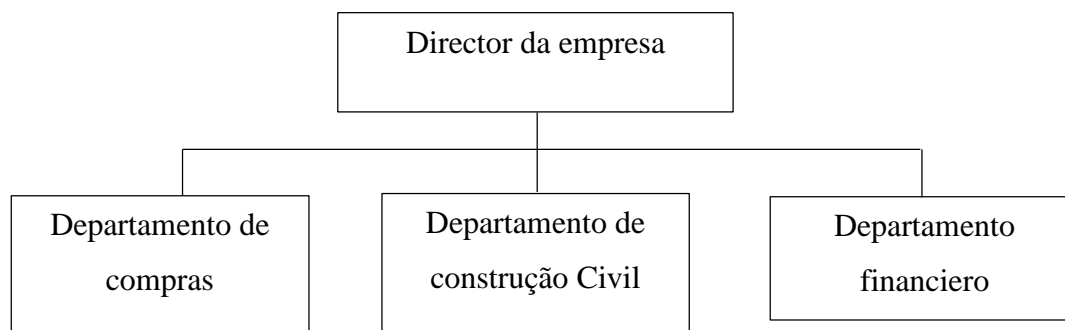 Director da empresa
Departamento de
compras
Departamento de
construção Civil
Departamento
financiero